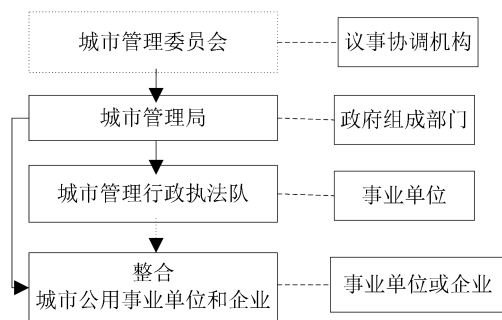 城市管理委员会
议事协调机构
城市管理局
政府组成部门
城市管理行政执法队
事业单位
整合
城市公用事业单位和企业
事业单位或企业